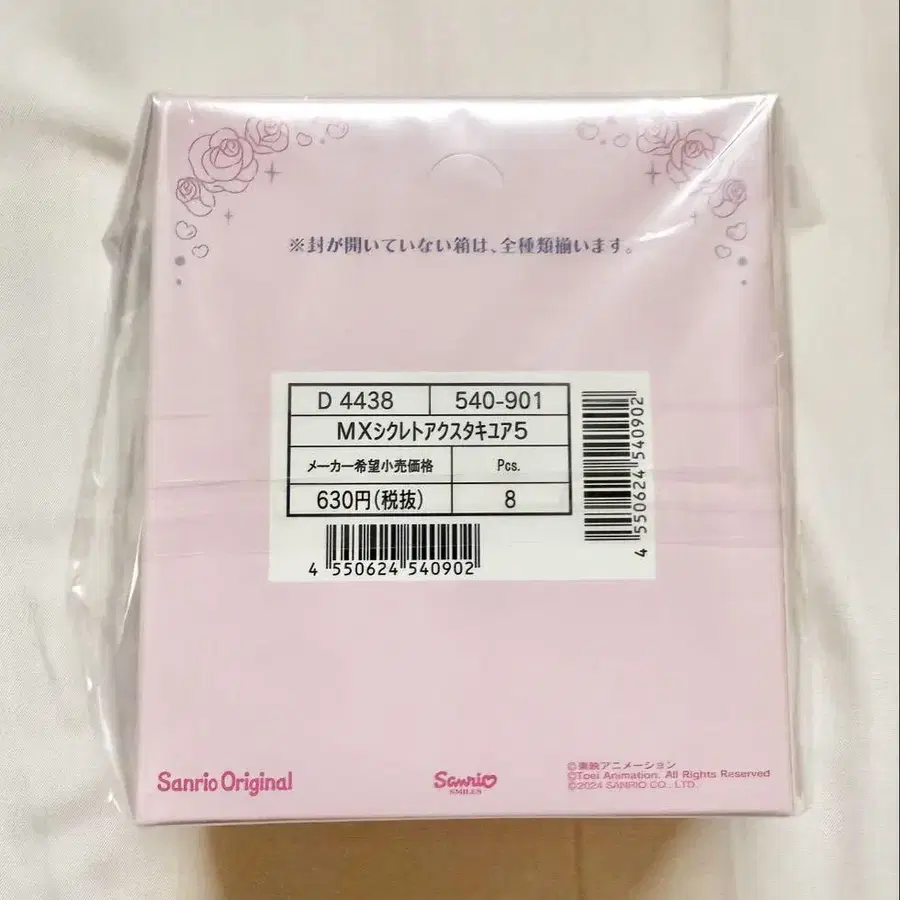 ※封が開いていない箱は、全種類揃います。
D 4438 540-901
MXシクレトアクスタキユア5
メーカー希望小売価格 Pcs.
630円(税抜) 8
4 550624 540902
4 550624 540902
Sanrio Original
Sanrio
SMILES
©東映アニメーション
©Toei Animation. All Rights Reserved
©2024 SANRIO CO., LTD.